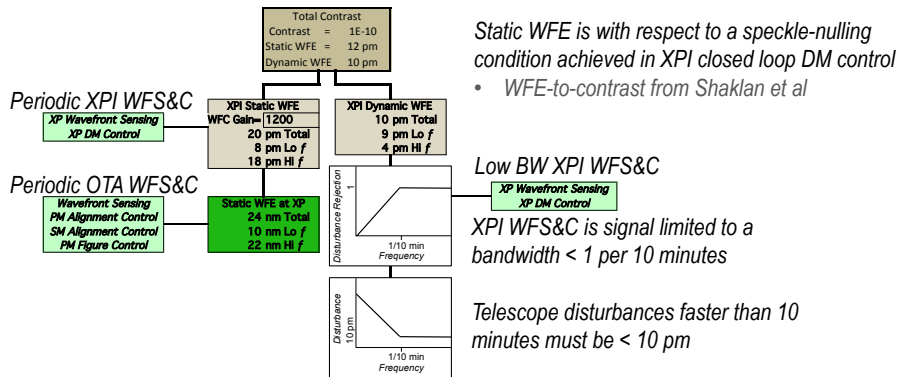 Total Contrast
Contrast = 1E-10
Static WFE = 12 pm
Dynamic WFE 10 pm
Static WFE is with respect to a speckle-nulling
condition achieved in XPI closed loop DM control
• WFE-to-contrast from Shaklan et al
Periodic XPI WFS&C
XP Wavefront Sensing
XP DM Control
XPI Static WFE
WFC Gain= 1200
20 pm Total
8 pm Lo f
18 pm Hi f
XPI Dynamic WFE
10 pm Total
9 pm Lo f
4 pm Hi f
Periodic OTA WFS&C
Wavefront Sensing
PM Alignment Control
SM Alignment Control
PM Figure Control
Static WFE at XP
24 nm Total
10 nm Lo f
22 nm Hi f
Disturbance Rejection
1
1/10 min
Frequency
Low BW XPI WFS&C
XP Wavefront Sensing
XP DM Control
XPI WFS&C is signal limited to a
bandwidth < 1 per 10 minutes
Disturbance
10 pm
1/10 min
Frequency
Telescope disturbances faster than 10
minutes must be < 10 pm